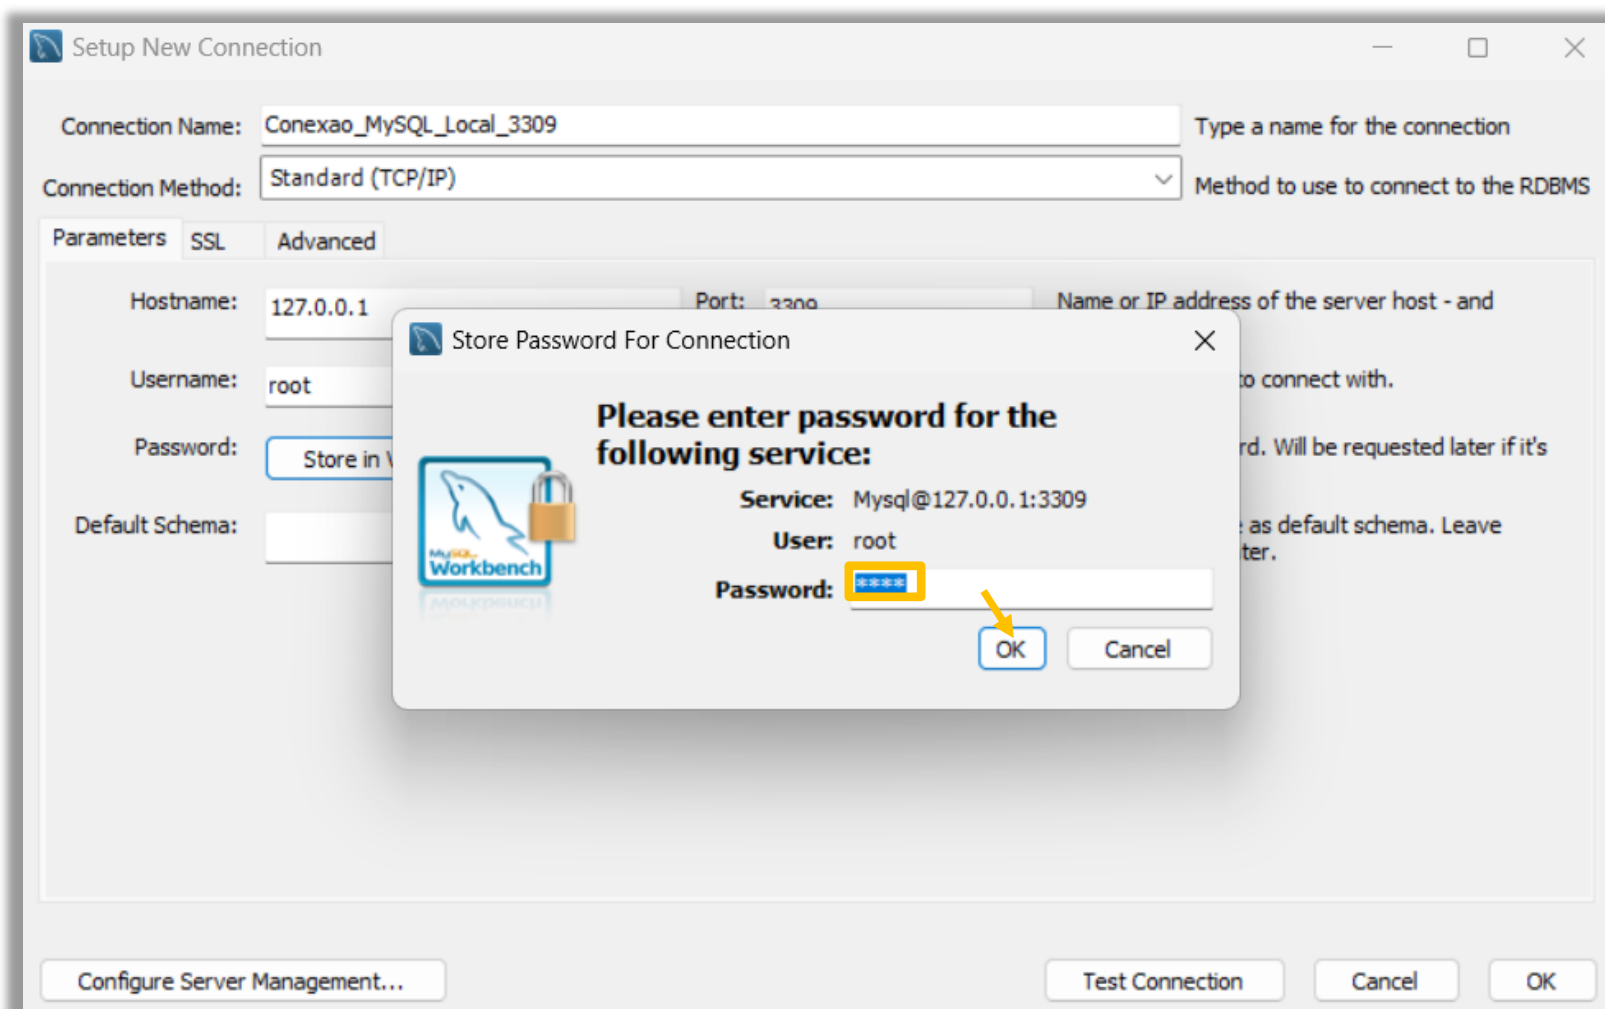 Setup New Connection
Connection Name: Conexao_MySQL_Local_3309 Type a name for the connection
Connection Method: Standard (TCP/IP) Method to use to connect to the RDBMS
Parameters SSL Advanced
Hostname: 127.0.0.1 Port: 3309 Name or IP address of the server host - and
Store Password For Connection
Username: root to connect with.
Please enter password for the
following service:
Password: Store in rd. Will be requested later if it's
Service: Mysql@127.0.0.1:3309
Default Schema: as default schema. Leave
User: root
ter.
MySQL
Workbench
Password: ****
OK Cancel
Configure Server Management... Test Connection Cancel OK